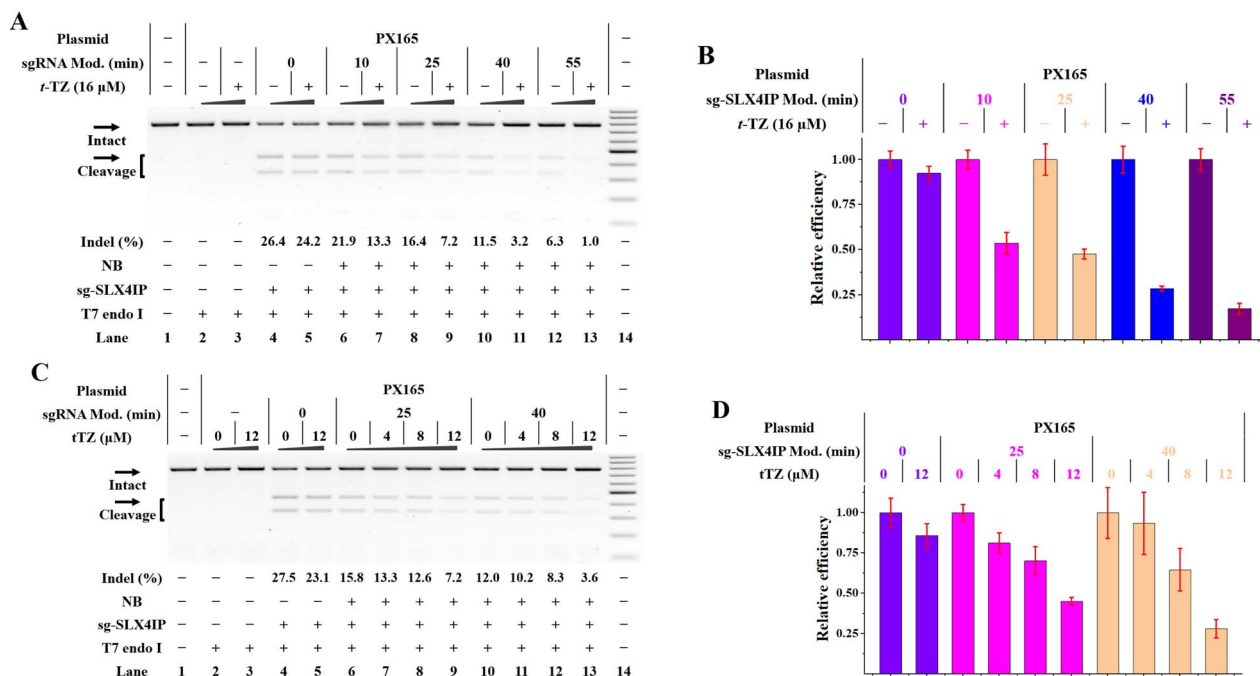 A
Plasmid – – PX165 –
sgRNA Mod. (min) – – 0 10 25 40 55 –
t-TZ (16 μM) – – + – + – + – + – + – + –
Intact
Cleavage
Indel (%) – – – 26.4 24.2 21.9 13.3 16.4 7.2 11.5 3.2 6.3 1.0 –
NB – – – – – + + + + + + + + –
sg-SLX4IP – – – + + + + + + + + + + –
T7 endo I – + + + + + + + + + + + + –
Lane 1 2 3 4 5 6 7 8 9 10 11 12 13 14
B
Plasmid PX165
sg-SLX4IP Mod. (min) 0 10 25 40 55
t-TZ (16 μM) – + – + – + – + – +
Relative efficiency
1.00
0.75
0.50
0.25
C
Plasmid – – PX165 –
sgRNA Mod. (min) – – 0 25 40 –
tTZ (μM) – 0 12 0 12 0 4 8 12 0 4 8 12 –
Intact
Cleavage
Indel (%) – – – 27.5 23.1 15.8 13.3 12.6 7.2 12.0 10.2 8.3 3.6 –
NB – – – – – + + + + + + + + –
sg-SLX4IP – – – + + + + + + + + + + –
T7 endo I – + + + + + + + + + + + + –
Lane 1 2 3 4 5 6 7 8 9 10 11 12 13 14
D
Plasmid PX165
sg-SLX4IP Mod. (min) 0 25 40
tTZ (μM) 0 12 0 4 8 12 0 4 8 12
Relative efficiency
1.00
0.75
0.50
0.25